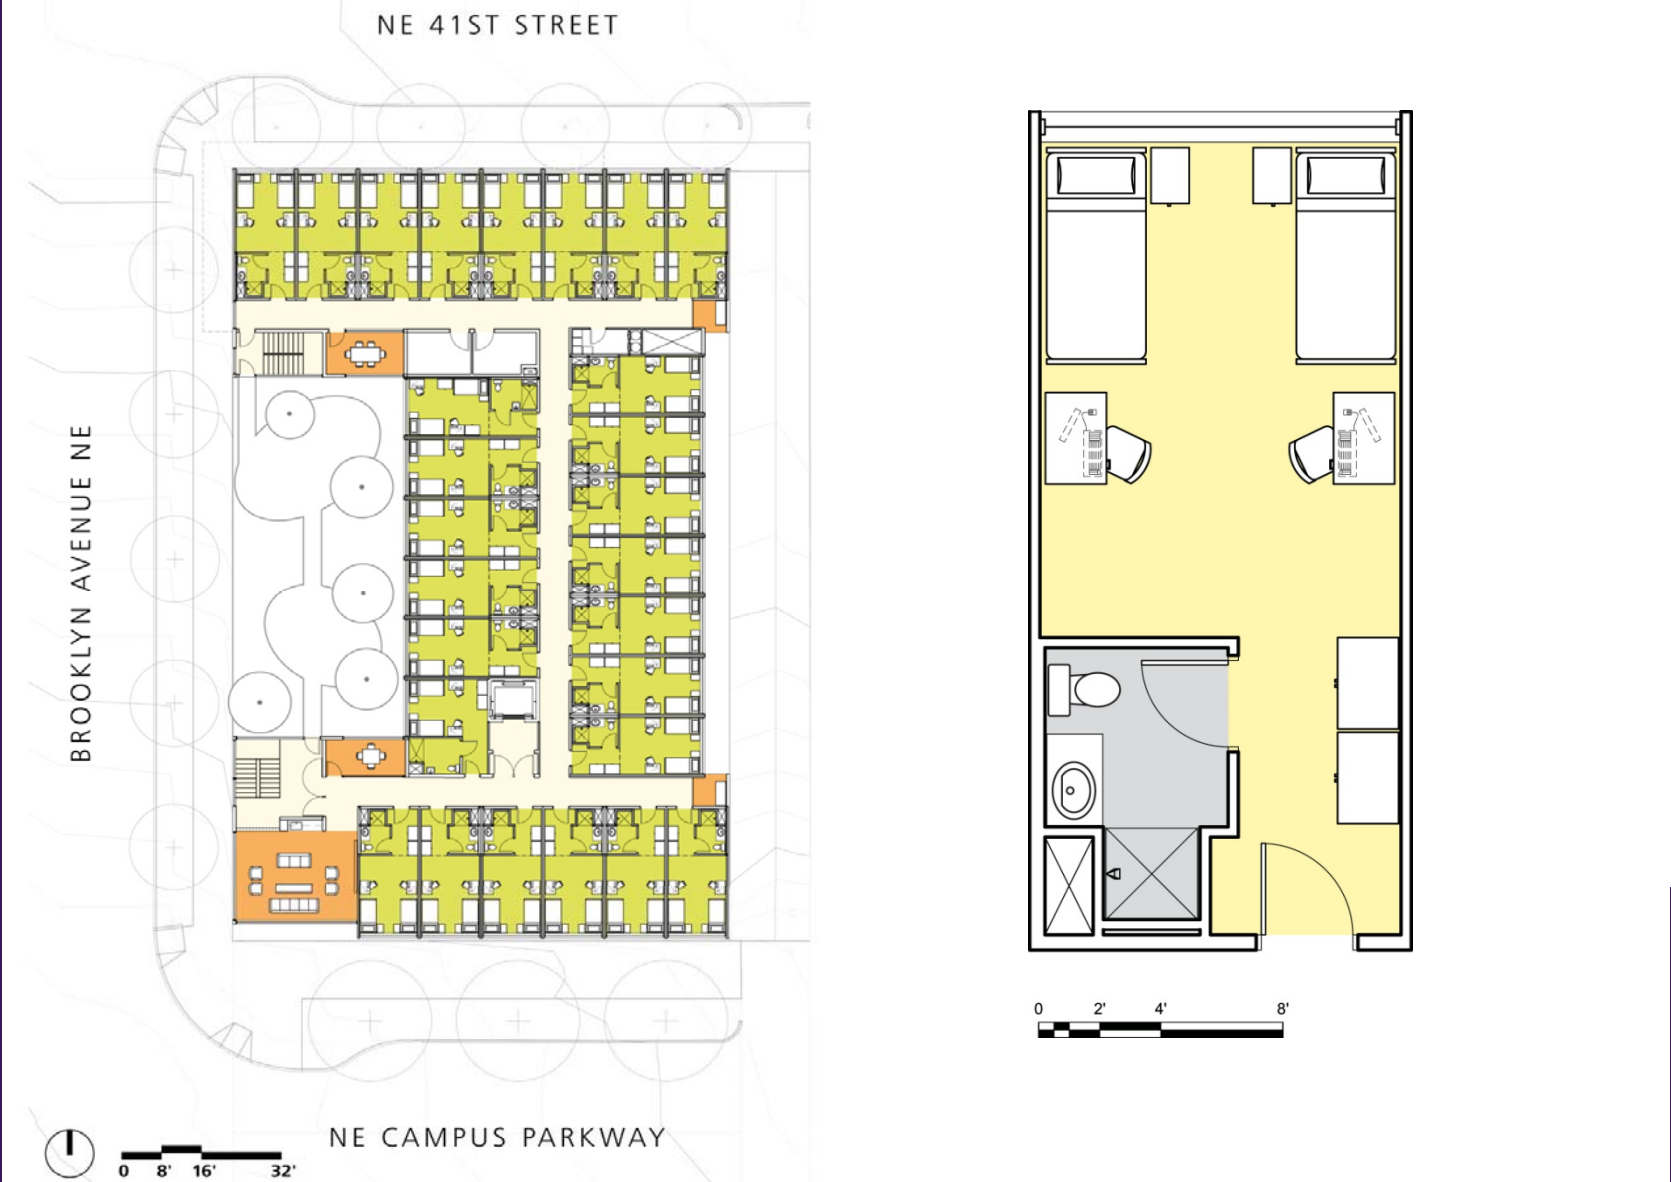 NE 41ST STREET
BROOKLYN AVENUE NE
NE CAMPUS PARKWAY
0 8' 16' 32'
0 2' 4' 8'